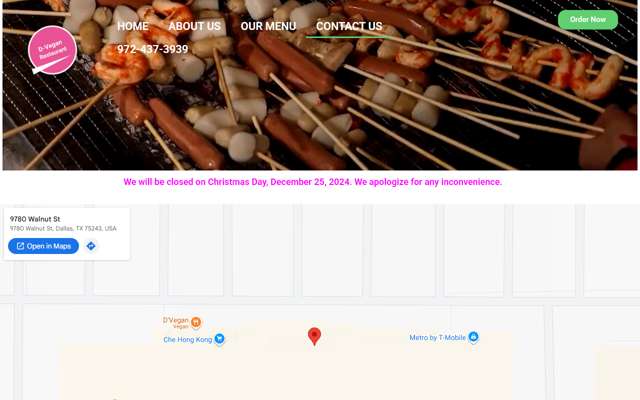 HOME ABOUT US OUR MENU CONTACT US
Order Now
D-Vegan
Restaurant
972-437-3939
We will be closed on Christmas Day, December 25, 2024. We apologize for any inconvenience.
9780 Walnut St
9780 Walnut St, Dallas, TX 75243, USA
Open in Maps
D'Vegan
Vegan
Che Hong Kong
Metro by T-Mobile